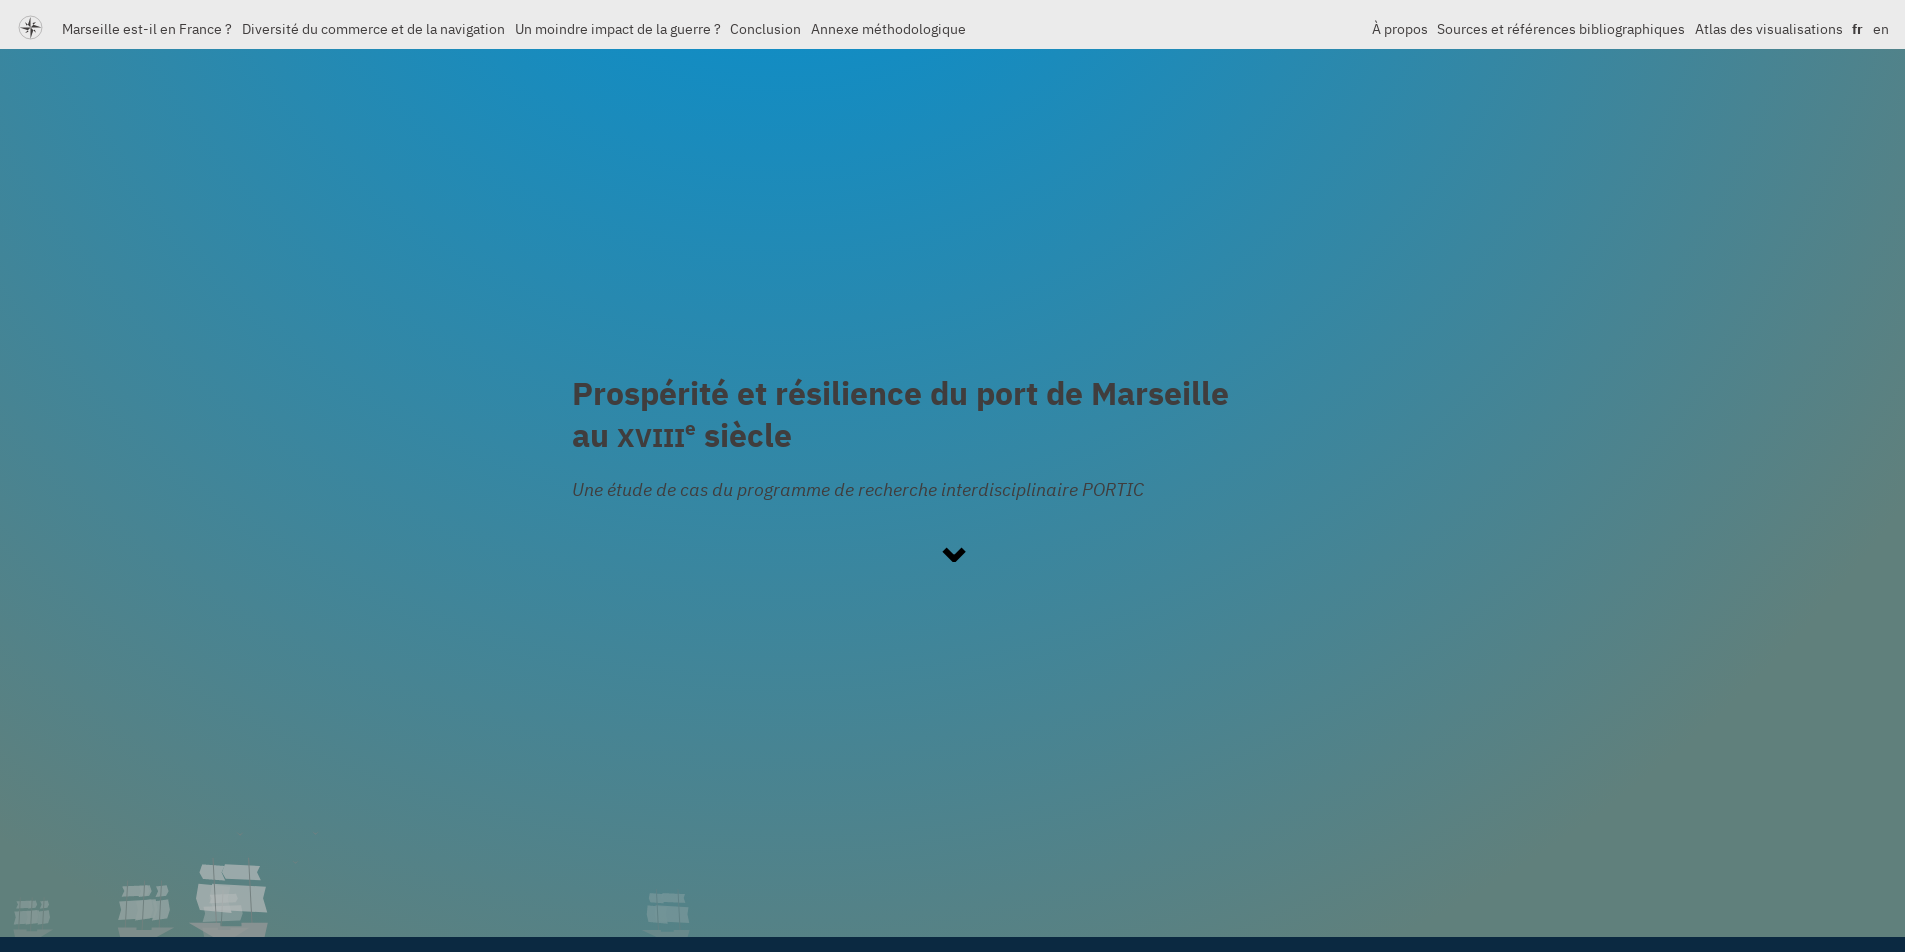 Marseille est-il en France ? Diversité du commerce et de la navigation Un moindre impact de la guerre ? Conclusion Annexe méthodologique À propos Sources et références bibliographiques Atlas des visualisations fr en
Prospérité et résilience du port de Marseille
au XVIIIe siècle
Une étude de cas du programme de recherche interdisciplinaire PORTIC